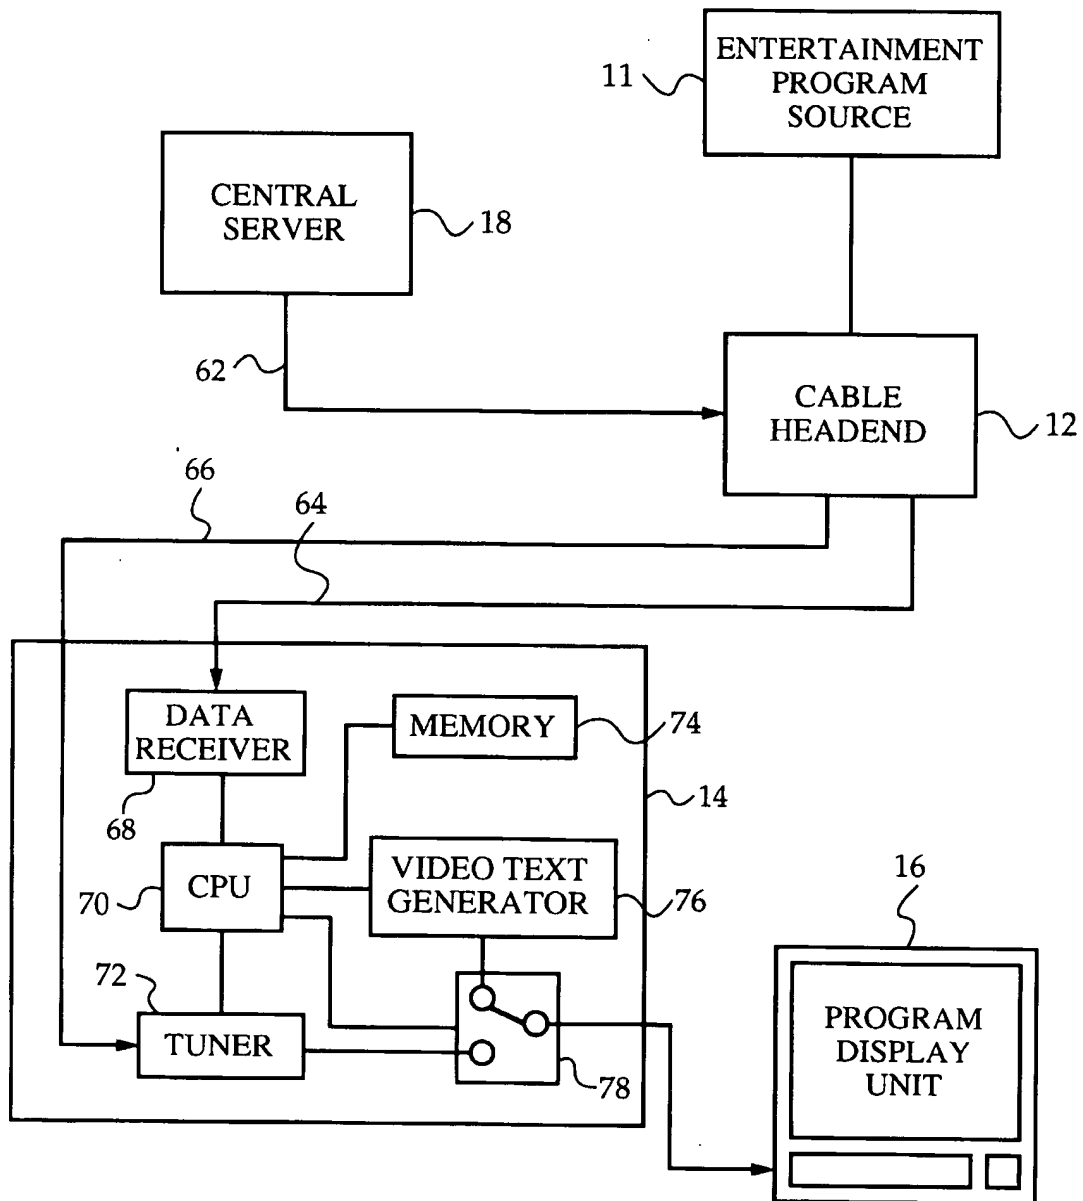 ENTERTAINMENT
PROGRAM
SOURCE
11
CENTRAL
SERVER
18
62
CABLE
HEADEND
12
66
64
DATA
RECEIVER
68
MEMORY
74
14
CPU
70
VIDEO TEXT
GENERATOR
76
72
TUNER
78
16
PROGRAM
DISPLAY
UNIT